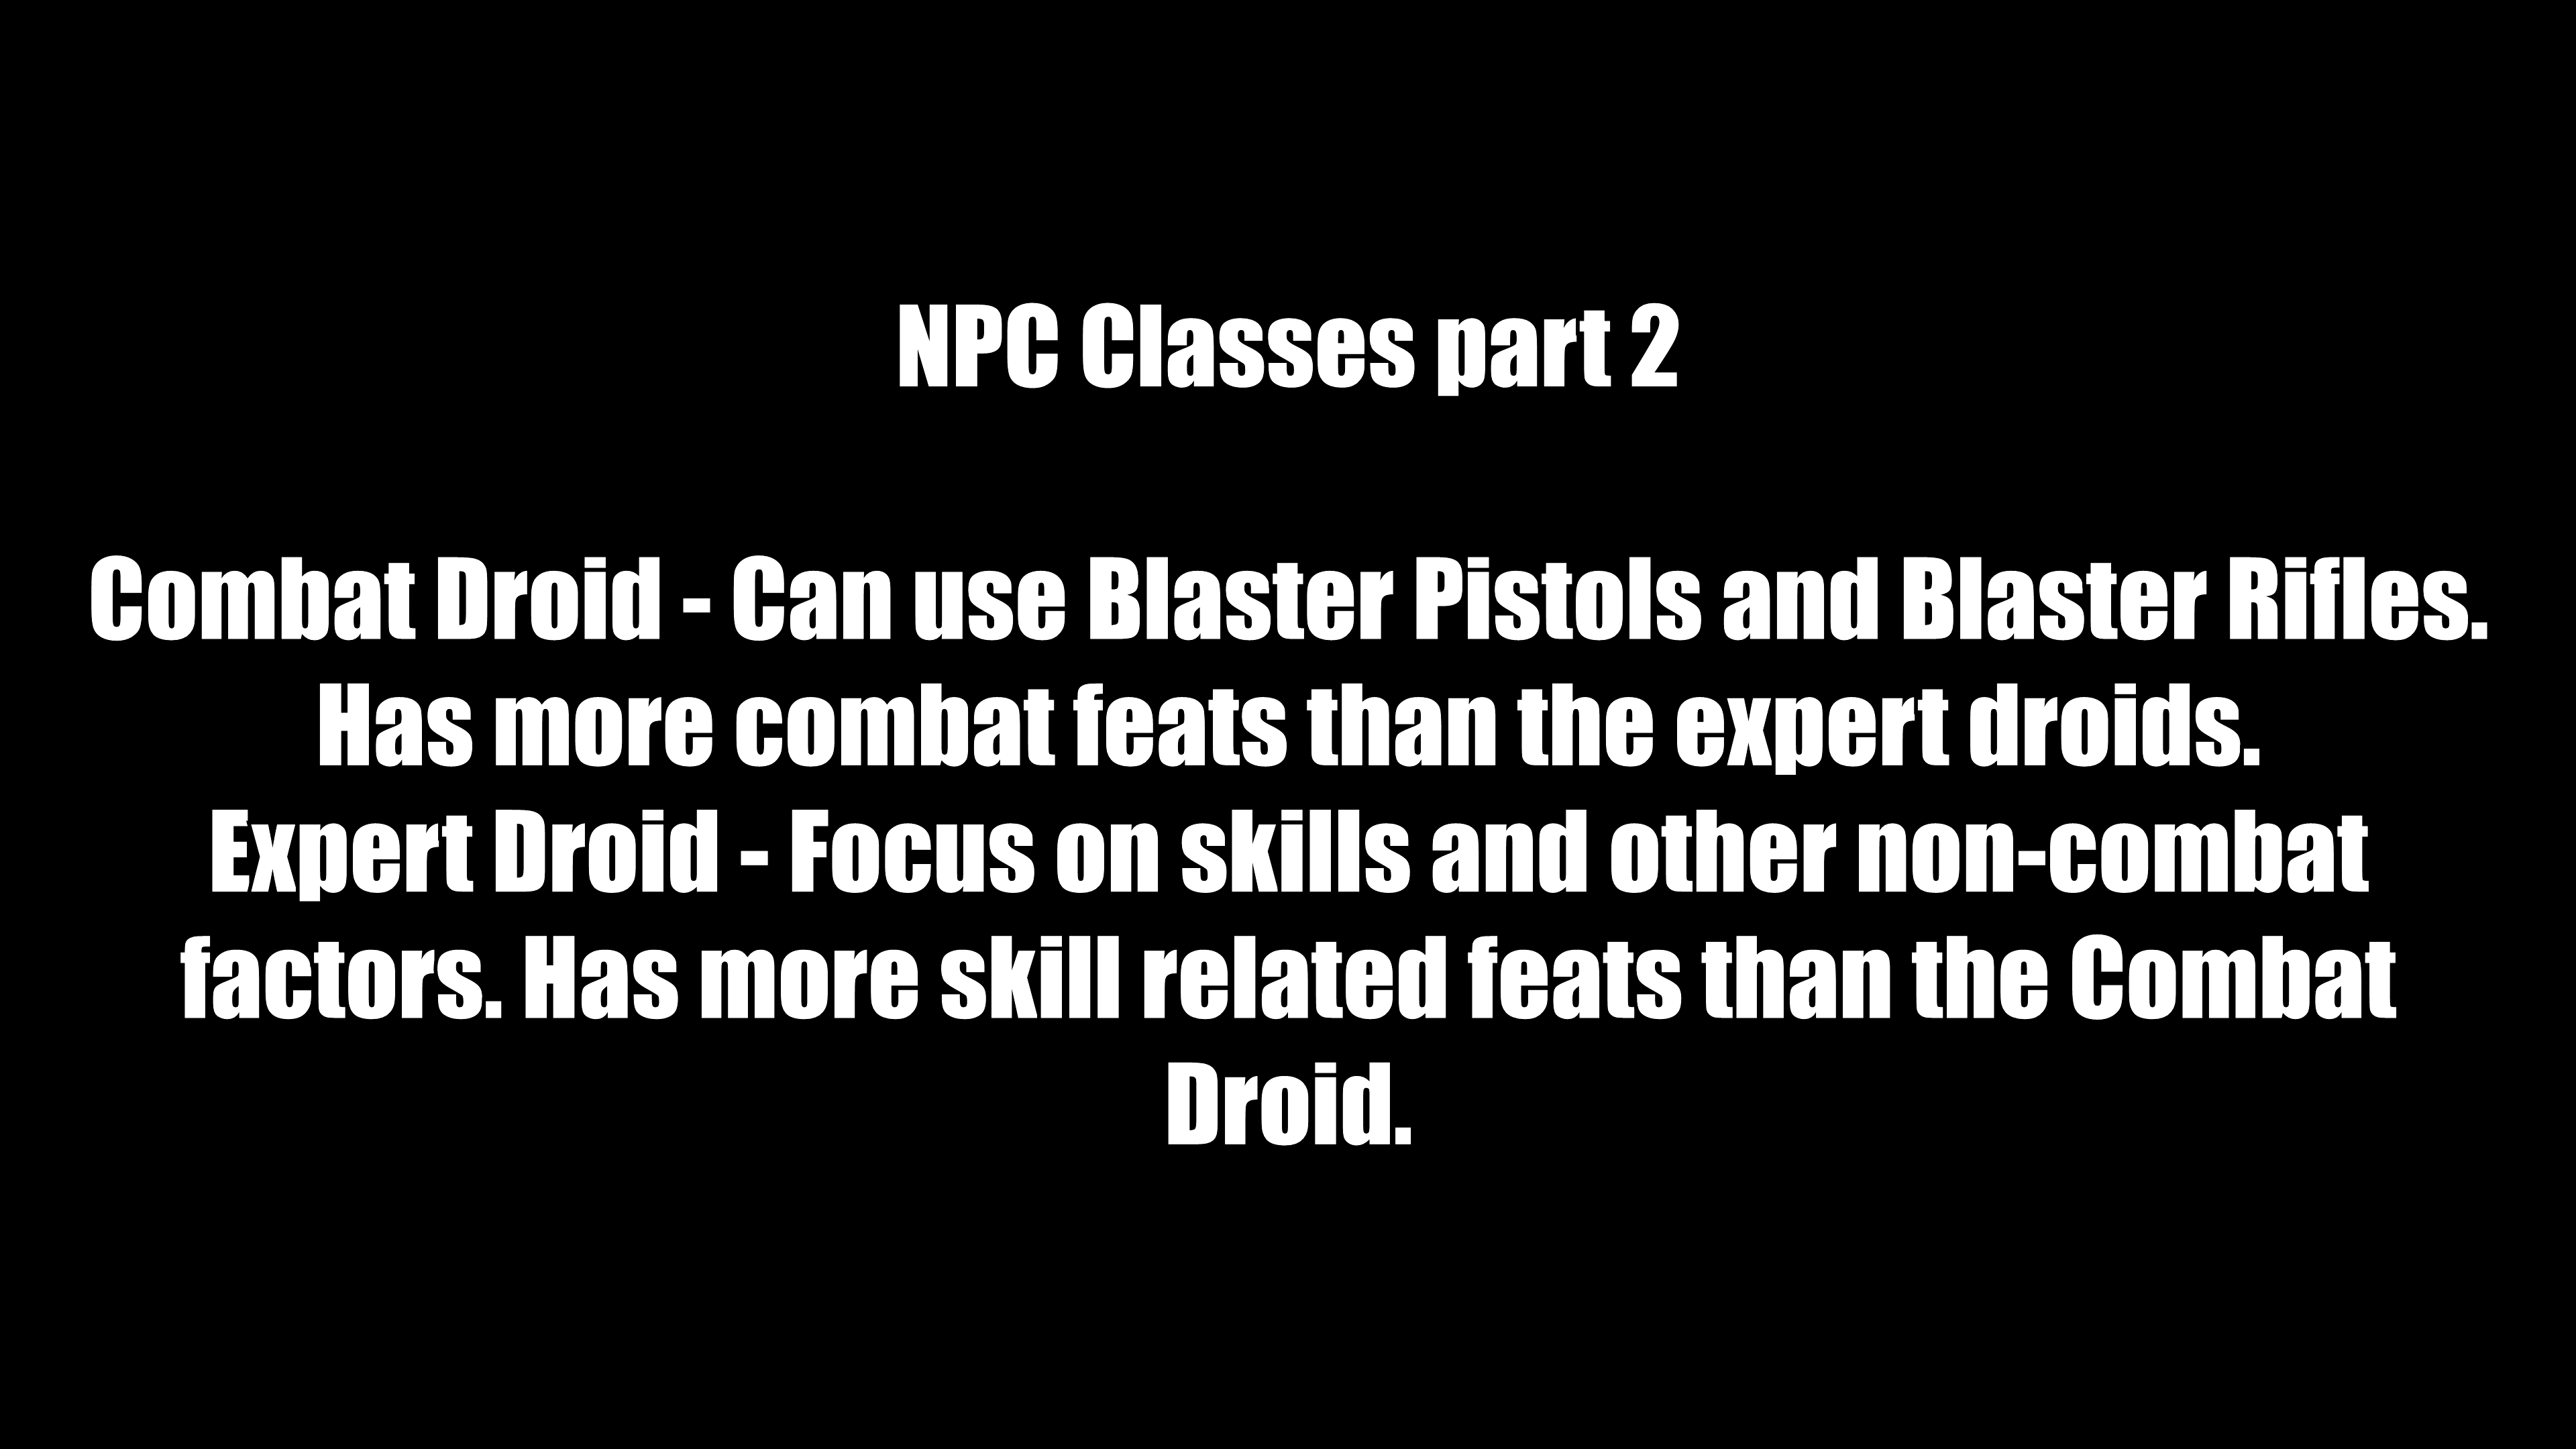 NPC Classes part 2
Combat Droid - Can use Blaster Pistols and Blaster Rifles.
Has more combat feats than the expert droids.
Expert Droid - Focus on skills and other non-combat
factors. Has more skill related feats than the Combat
Droid.